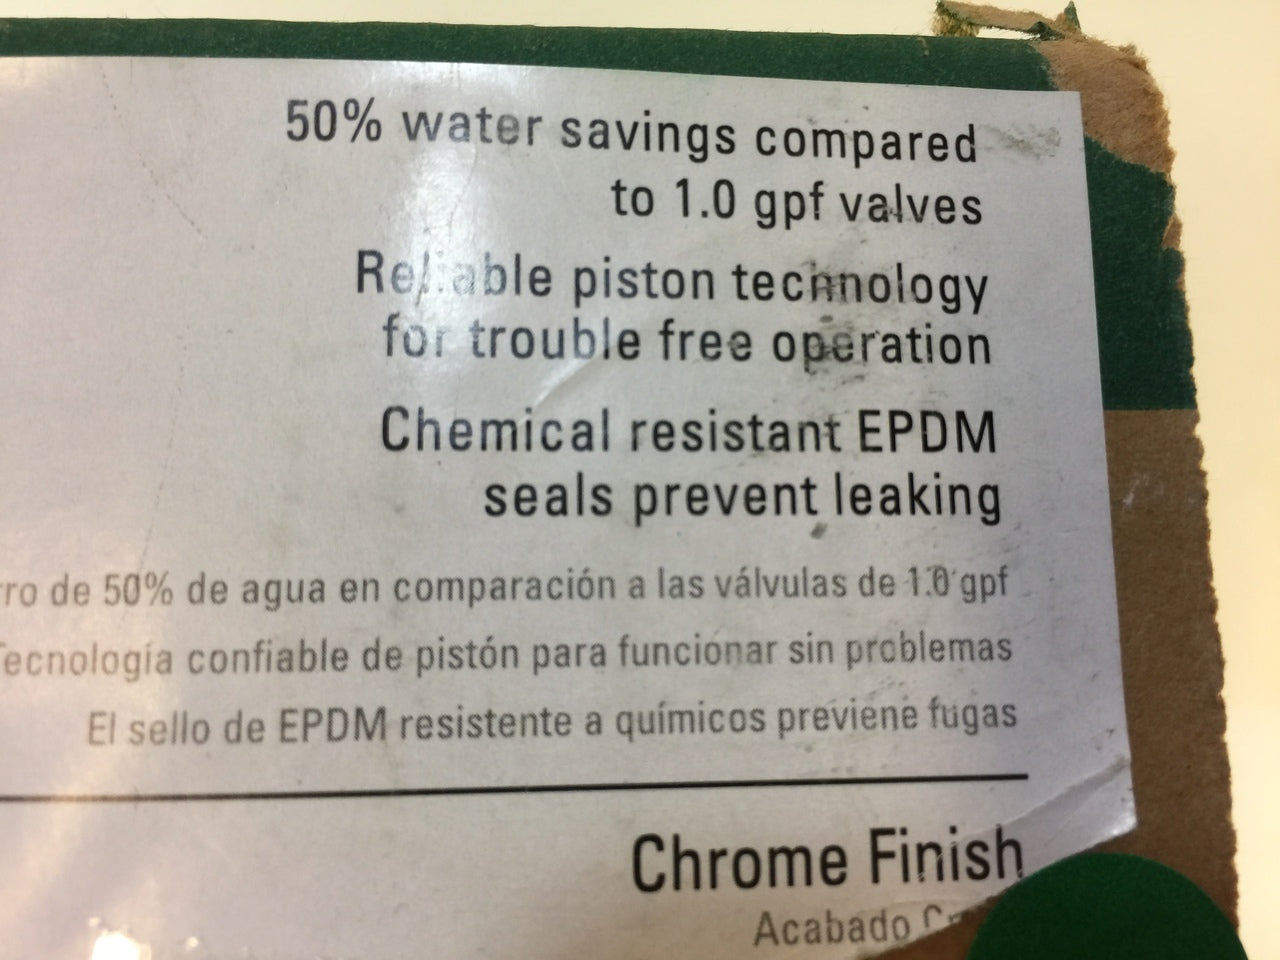 50% water savings compared
to 1.0 gpf valves
Reliable piston technology
for trouble free operation
Chemical resistant EPDM
seals prevent leaking
de 50% de agua en comparación a las válvulas de 1.0 gpf
Tecnología confiable de pistón para funcionar sin problemas
El sello de EPDM resistente a químicos previene fugas
Chrome Finish
Acabado